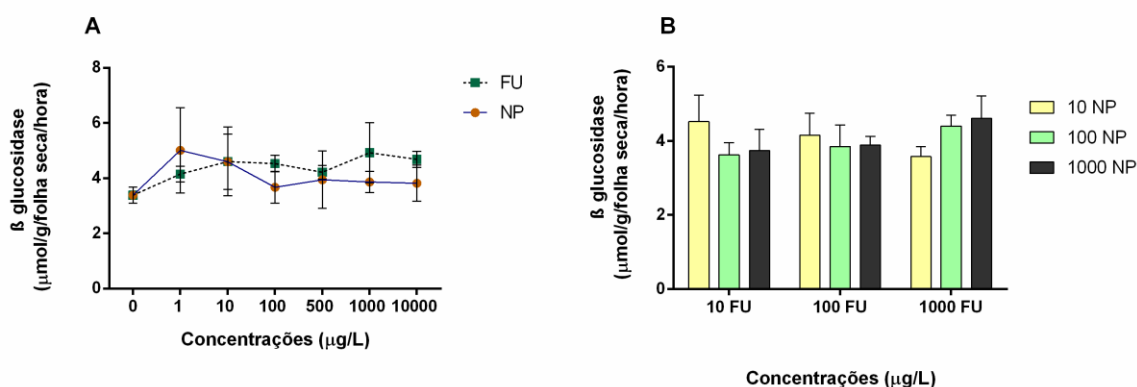 A
ß glucosidase
(µmol/g/folha seca/hora)
8
6
4
2
0
0 1 10 100 500 1000 10000
Concentrações (µg/L)
FU
NP
B
ß glucosidase
(µmol/g/folha seca/hora)
6
4
2
0
10 FU 100 FU 1000 FU
Concentrações (µg/L)
10 NP
100 NP
1000 NP